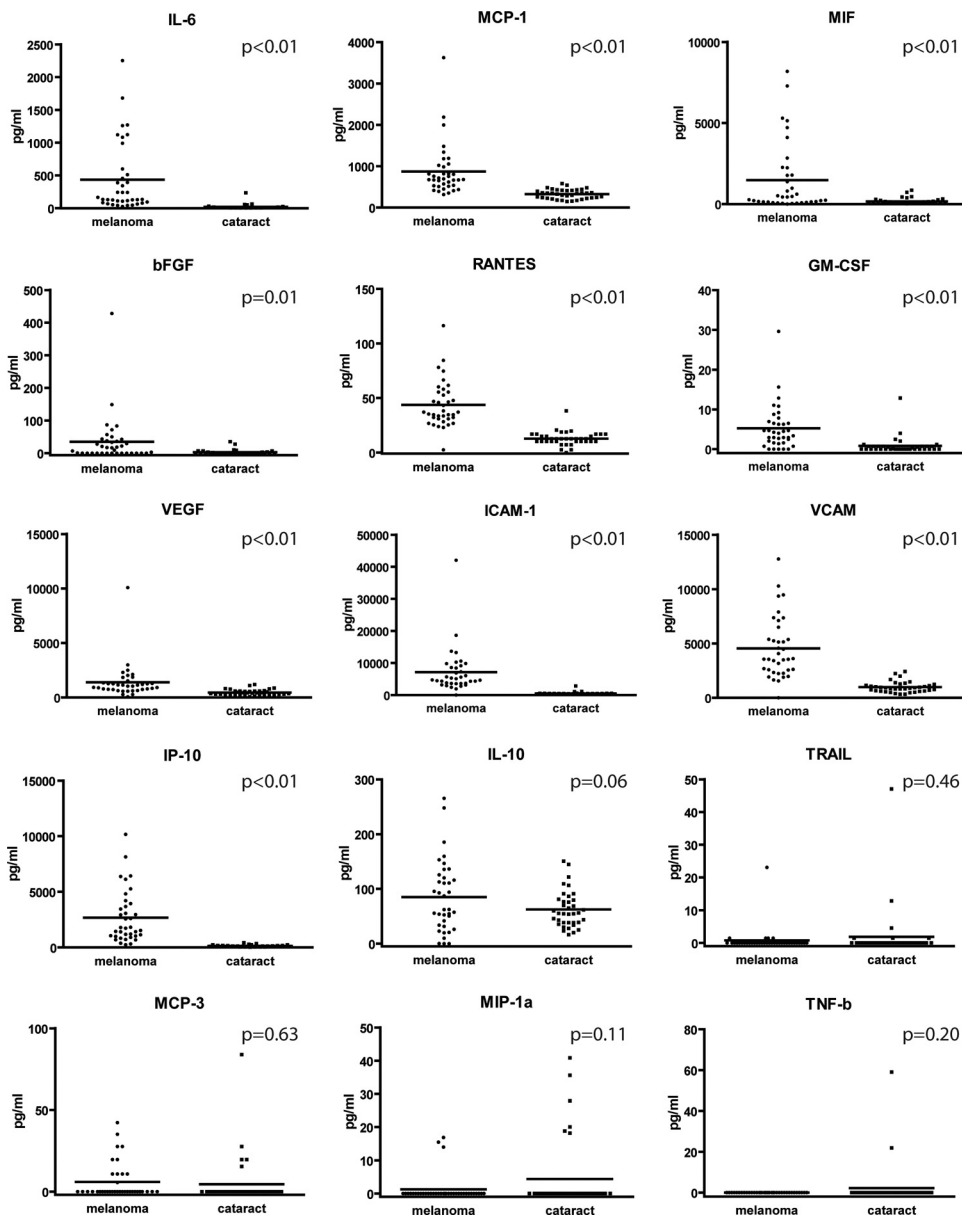 IL-6
p<0.01
2500
2000
1500
1000
500
0
pg/ml
melanoma
cataract
MCP-1
p<0.01
4000
3000
2000
1000
0
pg/ml
melanoma
cataract
MIF
p<0.01
10000
5000
0
pg/ml
melanoma
cataract
bFGF
p=0.01
500
400
300
200
100
0
pg/ml
melanoma
cataract
RANTES
p<0.01
150
100
50
0
pg/ml
melanoma
cataract
GM-CSF
p<0.01
40
30
20
10
0
pg/ml
melanoma
cataract
VEGF
p<0.01
15000
10000
5000
0
pg/ml
melanoma
cataract
ICAM-1
p<0.01
50000
40000
30000
20000
10000
0
pg/ml
melanoma
cataract
VCAM
p<0.01
15000
10000
5000
0
pg/ml
melanoma
cataract
IP-10
p<0.01
15000
10000
5000
0
pg/ml
melanoma
cataract
IL-10
p=0.06
300
200
100
0
pg/ml
melanoma
cataract
TRAIL
p=0.46
50
40
30
20
10
0
pg/ml
melanoma
cataract
MCP-3
p=0.63
100
50
0
pg/ml
melanoma
cataract
MIP-1a
p=0.11
50
40
30
20
10
0
pg/ml
melanoma
cataract
TNF-b
p=0.20
80
60
40
20
0
pg/ml
melanoma
cataract